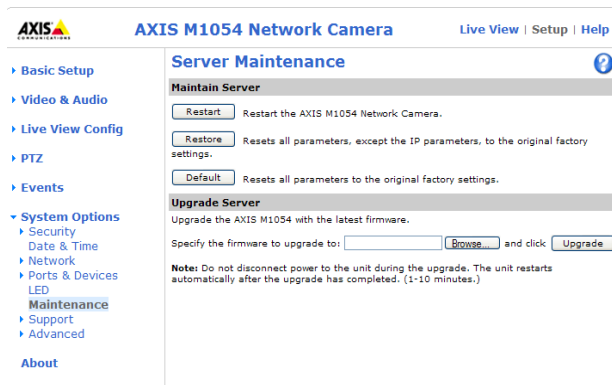 AXIS
COMMUNICATIONS
AXIS M1054 Network Camera
Live View | Setup | Help
Basic Setup
Video & Audio
Live View Config
PTZ
Events
System Options
Security
Date & Time
Network
Ports & Devices
LED
Maintenance
Support
Advanced
About
Server Maintenance
?
Maintain Server
Restart Restart the AXIS M1054 Network Camera.
Restore Resets all parameters, except the IP parameters, to the original factory
settings.
Default Resets all parameters to the original factory settings.
Upgrade Server
Upgrade the AXIS M1054 with the latest firmware.
Specify the firmware to upgrade to: Browse... and click Upgrade
Note: Do not disconnect power to the unit during the upgrade. The unit restarts
automatically after the upgrade has completed. (1-10 minutes.)